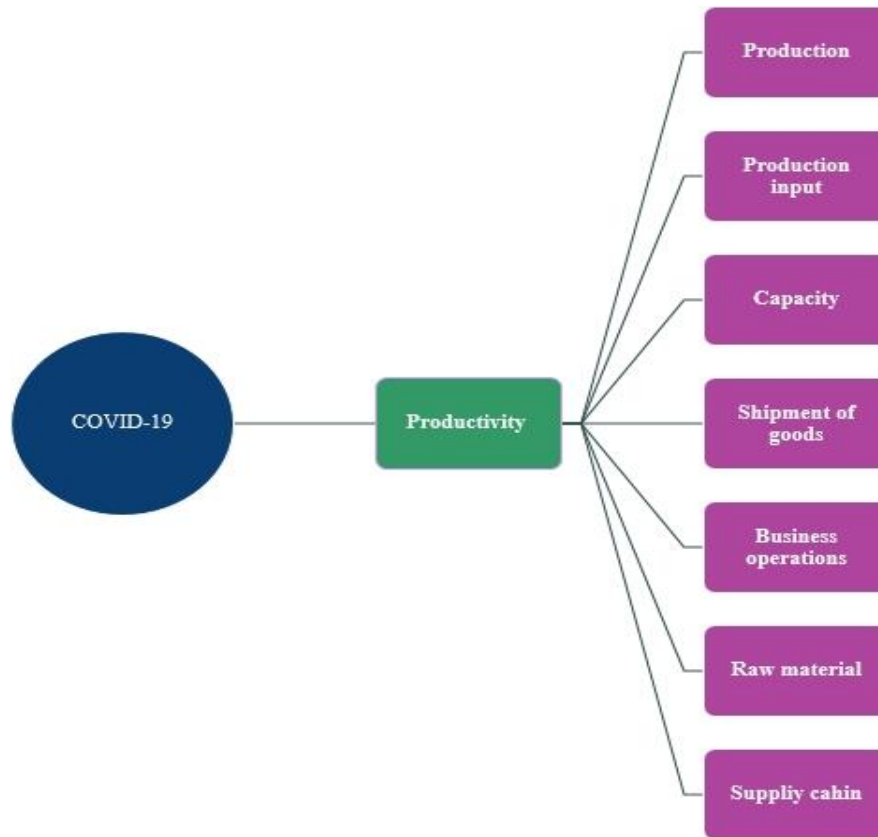 Production
Production
input
Capacity
COVID-19
Productivity
Shipment of
goods
Business
operations
Raw material
Suppliy cahin